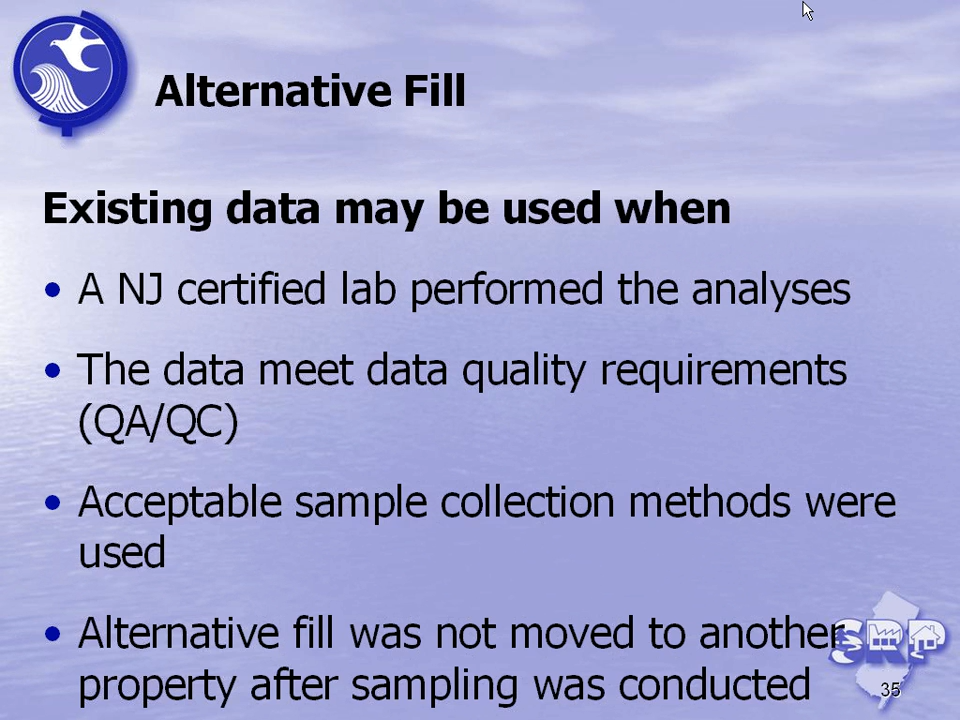 Alternative Fill
Existing data may be used when
• A NJ certified lab performed the analyses
• The data meet data quality requirements
(QA/QC)
• Acceptable sample collection methods were
used
• Alternative fill was not moved to another
property after sampling was conducted
SRP
35